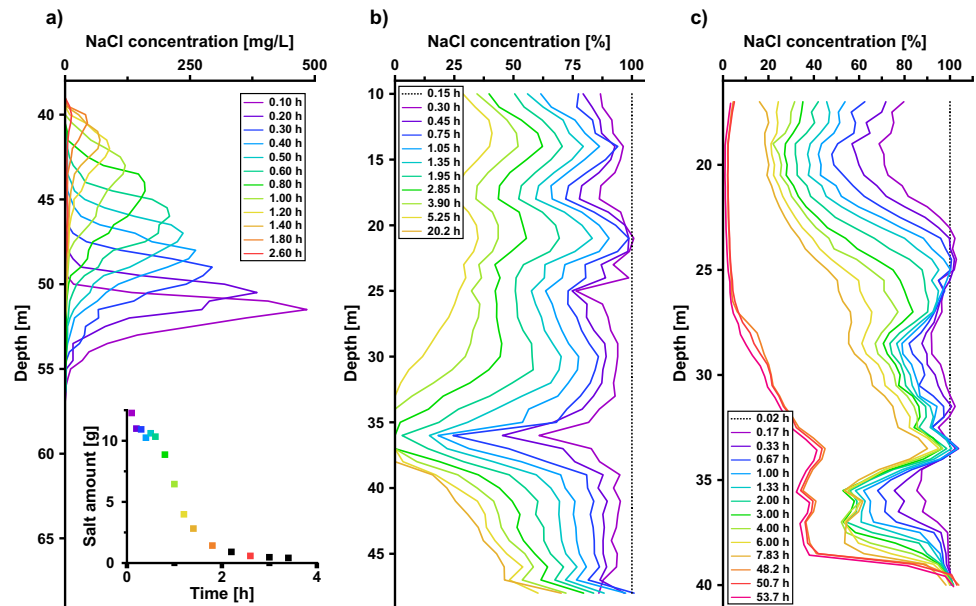 a)
NaCl concentration [mg/L]
0 250 500
Depth [m]
40
45
50
55
60
65
0.10 h
0.20 h
0.30 h
0.40 h
0.50 h
0.60 h
0.80 h
1.00 h
1.20 h
1.40 h
1.80 h
2.60 h
Salt amount [g]
10
5
0
0 1 2 3 4
Time [h]
b)
NaCl concentration [%]
0 25 50 75 100
Depth [m]
10
15
20
25
30
35
40
45
0.15 h
0.30 h
0.45 h
0.75 h
1.05 h
1.35 h
1.95 h
2.85 h
3.90 h
5.25 h
20.2 h
c)
NaCl concentration [%]
0 20 40 60 80 100
Depth [m]
20
25
30
35
40
0.02 h
0.17 h
0.33 h
0.67 h
1.00 h
1.33 h
2.00 h
3.00 h
4.00 h
6.00 h
7.83 h
48.2 h
50.7 h
53.7 h